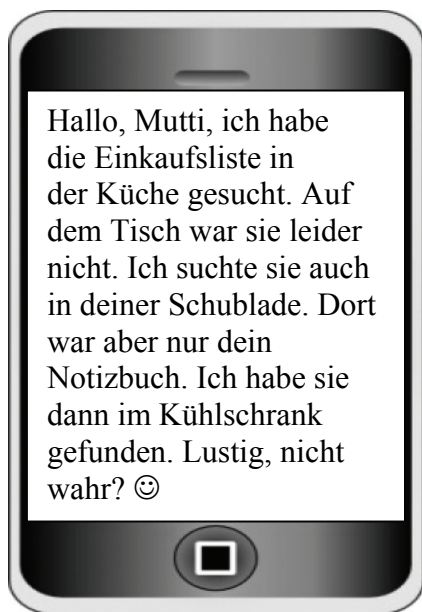 Hallo, Mutti, ich habe
die Einkaufsliste in
der Küche gesucht. Auf
dem Tisch war sie leider
nicht. Ich suchte sie auch
in deiner Schublade. Dort
war aber nur dein
Notizbuch. Ich habe sie
dann im Kühlschrank
gefunden. Lustig, nicht
wahr? ☺